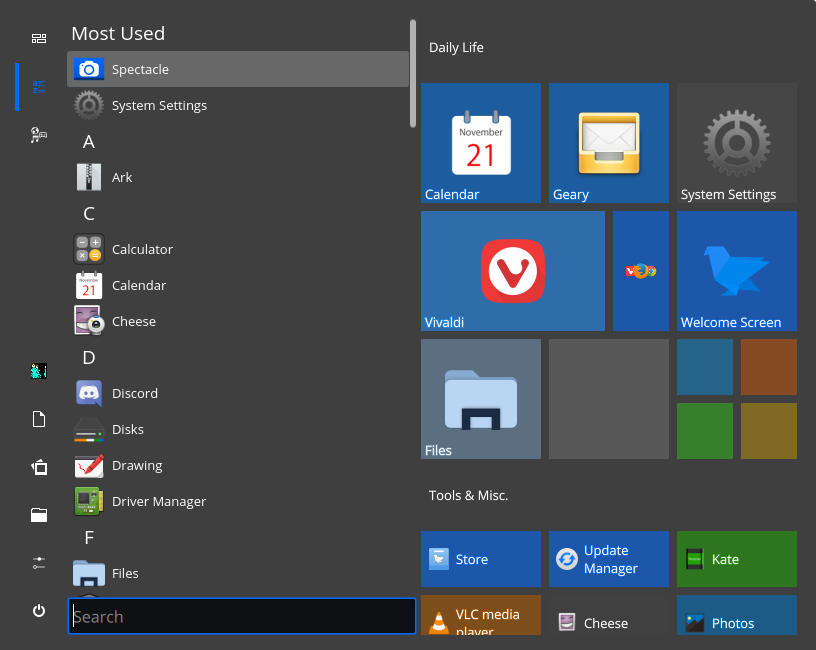 Most Used
Spectacle
System Settings
A
Ark
C
Calculator
November
21
Calendar
Cheese
D
Discord
Disks
Drawing
Driver Manager
F
Files
Search
Daily Life
November
21
Calendar
Geary
System Settings
Vivaldi
Welcome Screen
Files
Tools & Misc.
Store
Update
Manager
Kate
VLC media
player
Cheese
Photos